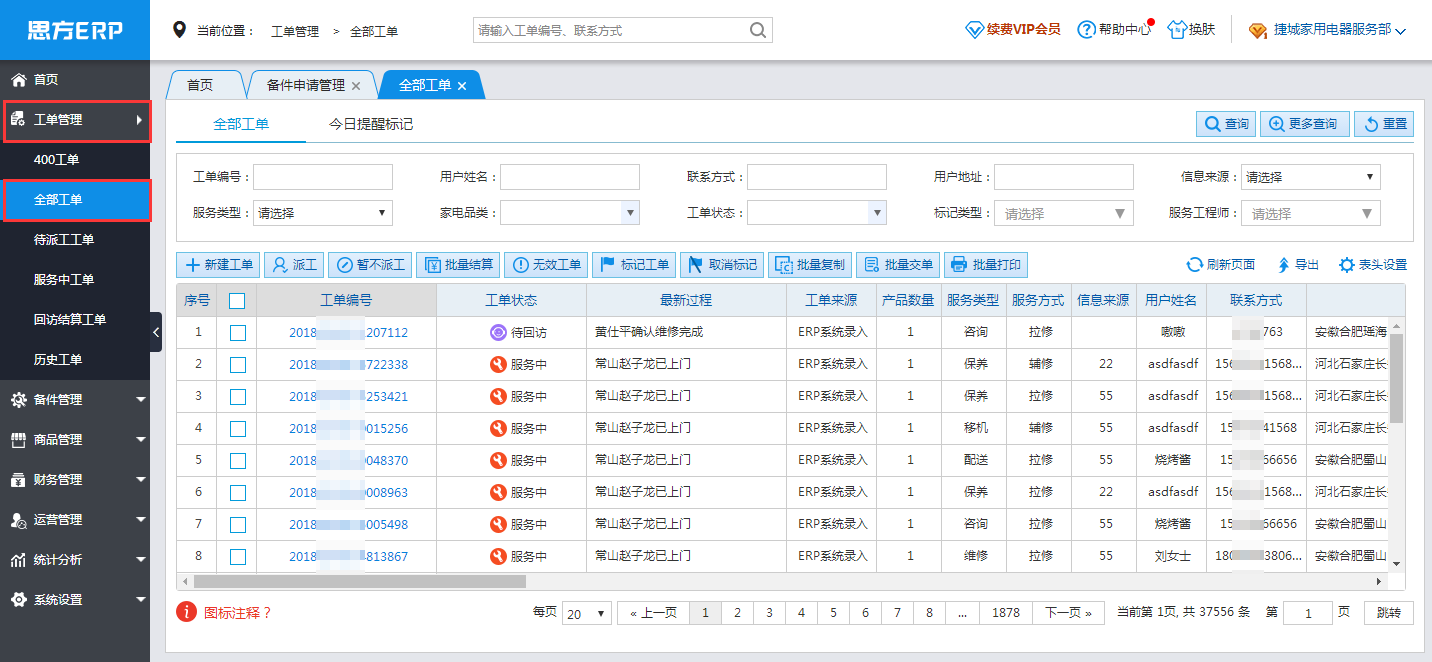 思方ERP
当前位置： 工单管理 > 全部工单
请输入工单编号、联系方式
续费VIP会员 帮助中心 换肤 捷城家用电器服务部
首页
工单管理
400工单
全部工单
待派工工单
服务中工单
回访结算工单
历史工单
备件管理
商品管理
财务管理
运营管理
统计分析
系统设置
首页 备件申请管理 × 全部工单 ×
全部工单 今日提醒标记 查询 更多查询 重置
工单编号： 用户姓名： 联系方式： 用户地址： 信息来源： 请选择
服务类型： 请选择 家电品类： 工单状态： 标记类型： 请选择 服务工程师： 请选择
新建工单 派工 暂不派工 批量结算 无效工单 标记工单 取消标记 批量复制 批量交单 批量打印 刷新页面 导出 表头设置
序号 工单编号 工单状态 最新过程 工单来源 产品数量 服务类型 服务方式 信息来源 用户姓名 联系方式
1 2018 207112 待回访 黄仕平确认维修完成 ERP系统录入 1 咨询 拉修 嗷嗷 763 安徽合肥瑶海
2 2018 722338 服务中 常山赵子龙已上门 ERP系统录入 1 保养 辅修 22 asdfasdf 156 1568... 河北石家庄长
3 2018 253421 服务中 常山赵子龙已上门 ERP系统录入 1 保养 拉修 55 asdfasdf 156 1568... 河北石家庄长
4 2018 015256 服务中 常山赵子龙已上门 ERP系统录入 1 移机 辅修 55 asdfasdf 15 41568 河北石家庄长
5 2018 048370 服务中 常山赵子龙已上门 ERP系统录入 1 配送 拉修 55 烧烤酱 15 66656 安徽合肥蜀山
6 2018 008963 服务中 常山赵子龙已上门 ERP系统录入 1 保养 拉修 22 asdfasdf 156 1568... 河北石家庄长
7 2018 005498 服务中 常山赵子龙已上门 ERP系统录入 1 咨询 拉修 55 烧烤酱 15 66656 安徽合肥蜀山
8 2018 813867 服务中 常山赵子龙已上门 ERP系统录入 1 维修 拉修 55 刘女士 180 3806... 安徽合肥蜀山
图标注释？ 每页 20 « 上一页 1 2 3 4 5 6 7 8 ... 1878 下一页 » 当前第 1页, 共 37556 条 第 1 页 跳转